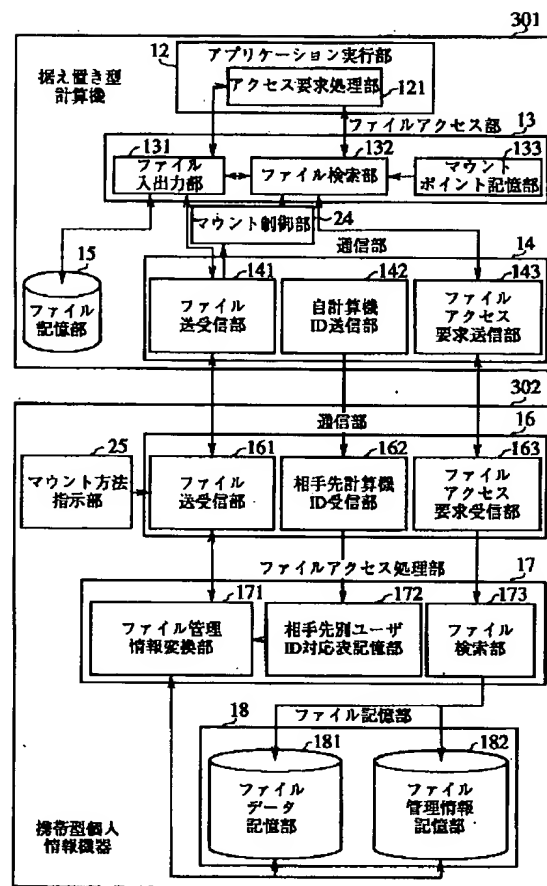 301
12
アプリケーション実行部
アクセス要求処理部
121
据え置き型
計算機
ファイルアクセス部
13
131
ファイル
入出力部
132
ファイル検索部
133
マウント
ポイント記憶部
マウント制御部
24
通信部
14
15
ファイル
記憶部
141
ファイル
送受信部
142
自計算機
ID送信部
143
ファイル
アクセス
要求送信部
302
通信部
16
25
マウント方法
指示部
161
ファイル
送受信部
162
相手先計算機
ID受信部
163
ファイル
アクセス
要求受信部
ファイルアクセス処理部
17
171
ファイル管理
情報変換部
172
相手先別ユーザ
ID対応表記憶部
173
ファイル
検索部
18
ファイル記憶部
181
ファイル
データ
記憶部
182
ファイル
管理情報
記憶部
携帯型個人
情報機器